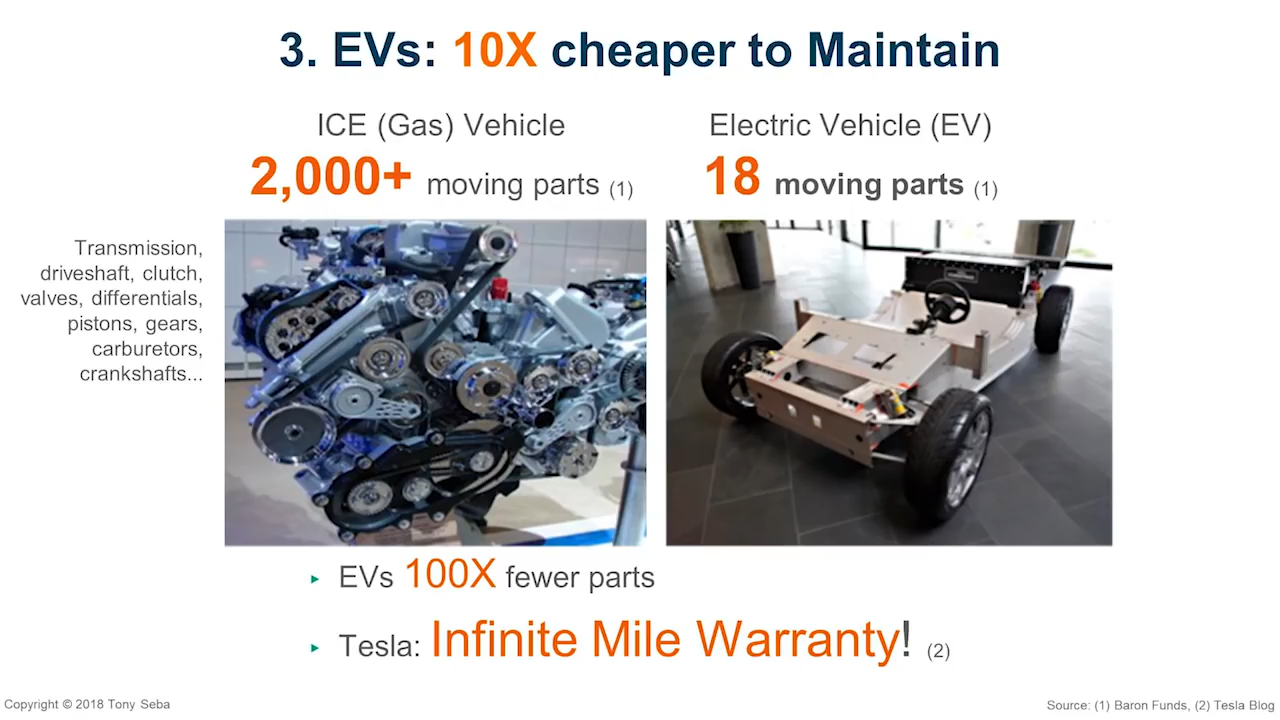 3. EVs: 10X cheaper to Maintain
ICE (Gas) Vehicle
2,000+ moving parts (1)
Electric Vehicle (EV)
18 moving parts (1)
Transmission,
driveshaft, clutch,
valves, differentials,
pistons, gears,
carburetors,
crankshafts...
▸ EVs 100X fewer parts
▸ Tesla: Infinite Mile Warranty! (2)
Copyright © 2018 Tony Seba
Source: (1) Baron Funds, (2) Tesla Blog